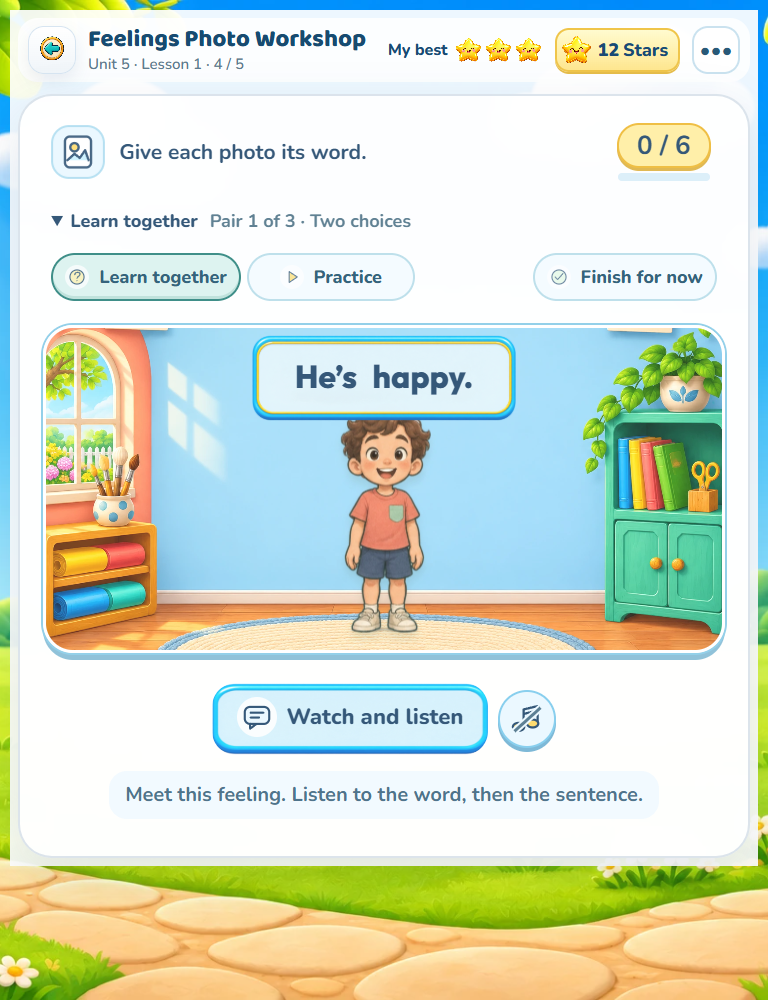 Feelings Photo Workshop
Unit 5 · Lesson 1 · 4 / 5
My best
12 Stars
Give each photo its word.
0 / 6
Learn together Pair 1 of 3 · Two choices
Learn together
Practice
Finish for now
He’s happy.
Watch and listen
Meet this feeling. Listen to the word, then the sentence.